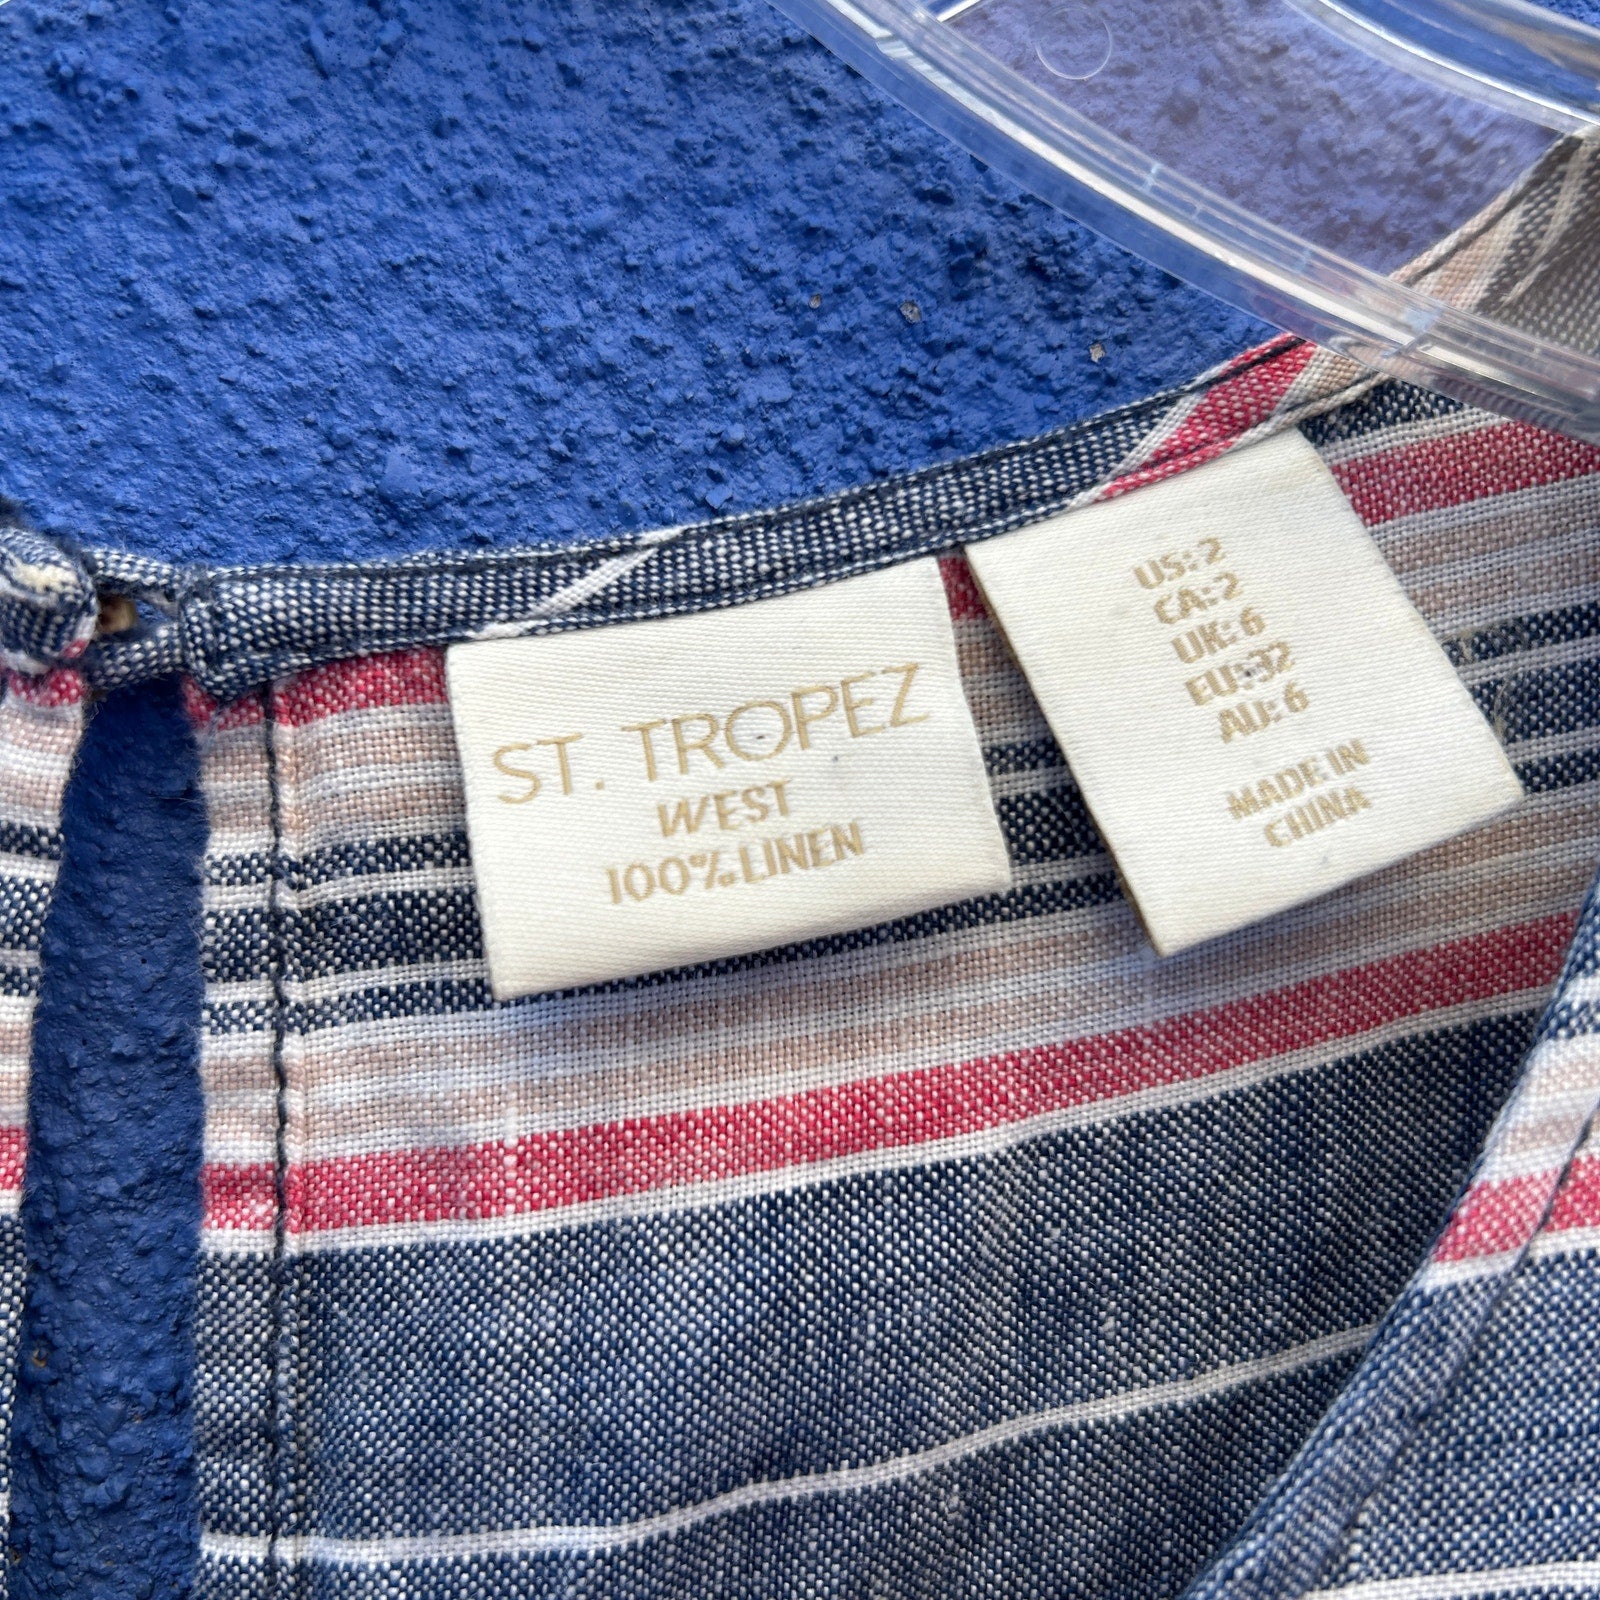 ST. TROPEZ
WEST
100% LINEN
US: 2
CA: 2
UK: 6
EU: 32
AU: 6
MADE IN
CHINA